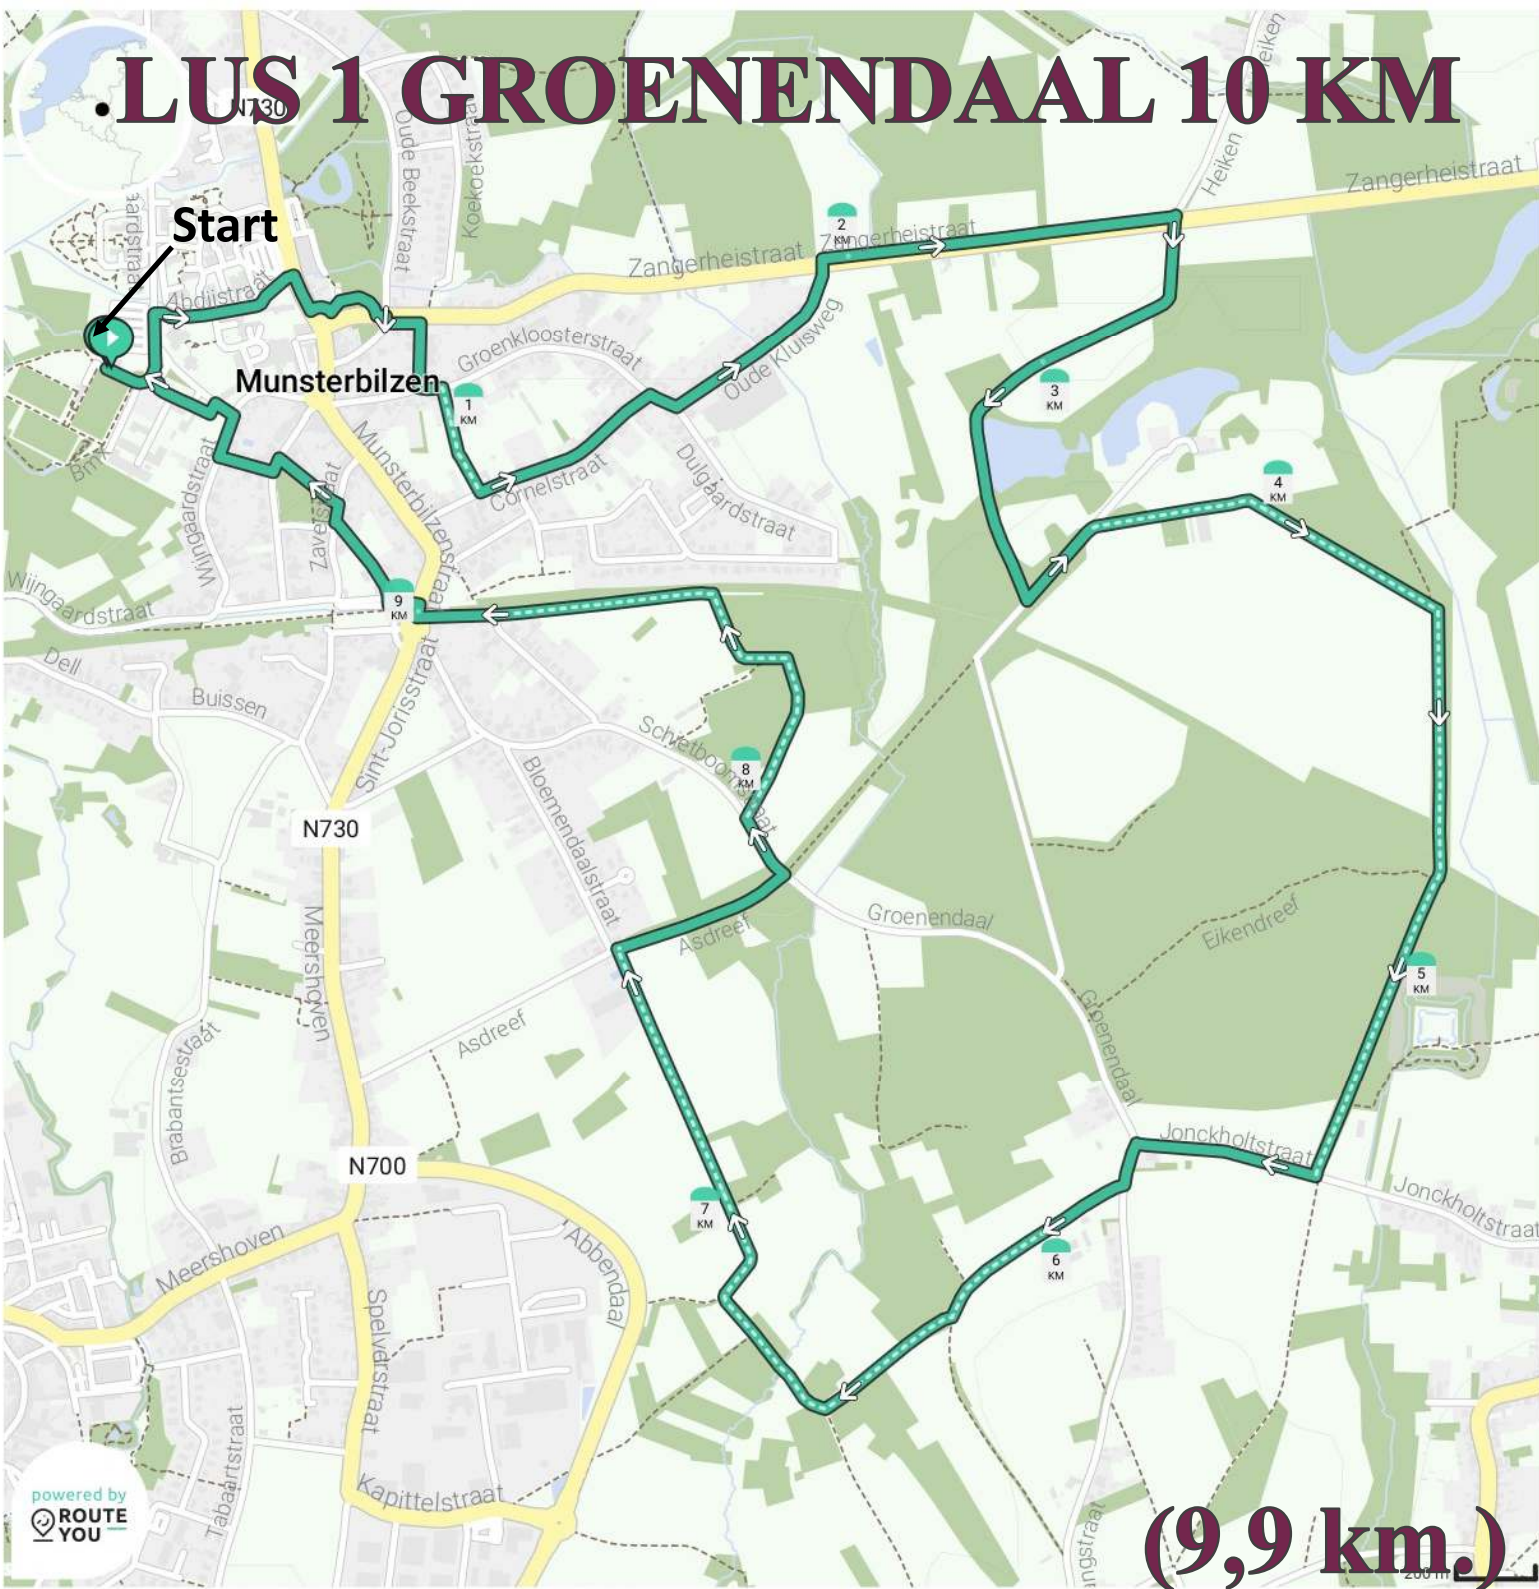 LUS 1 GROENENDAAL 10 KM
N730
Oude Beekstraat
Heiken
Heiken
Zangerheistraat
Start
Abdijstraat
2
KM
Zangerheistraat
Zangerheistraat
Groenkloosterstraat
Oude Kluisweg
Munsterbilzen
1
KM
3
KM
Bmx
Wijngaardstraat
Munsterbilzenstraat
Cornelstraat
Dulgaardstraat
4
KM
Wijngaardstraat
9
KM
Dell
Buissen
Sint-Jorisstraat
Schietboomstraat
8
KM
Bloemendaalstraat
N730
Meershoven
Asdreef
Groenendaal
Eikendreef
5
KM
Asdreef
Groenendaal
Brabantsestraat
N700
Jonckholtstraat
Jonckholtstraat
7
KM
6
KM
Meershoven
Abbendaal
Spelverstraat
Tabaartstraat
Kapittelstraat
powered by
ROUTE
YOU
(9,9 km.)
200 m